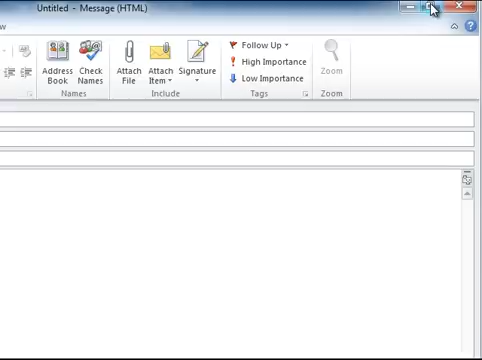 Untitled - Message (HTML)
w
Address Book
Check Names
Attach File
Attach Item
Signature
Follow Up
High Importance
Low Importance
Zoom
Names
Include
Tags
Zoom